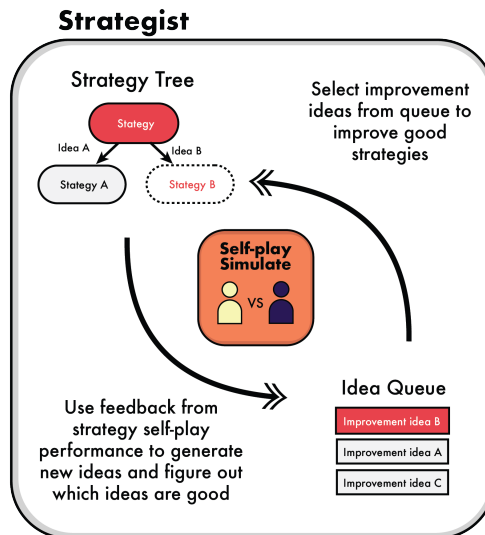 Strategist
Strategy Tree
Stategy
Idea A
Idea B
Stategy A
Stategy B
Select improvement
ideas from queue to
improve good
strategies
Self-play
Simulate
VS
Use feedback from
strategy self-play
performance to generate
new ideas and figure out
which ideas are good
Idea Queue
Improvement idea B
Improvement idea A
Improvement idea C